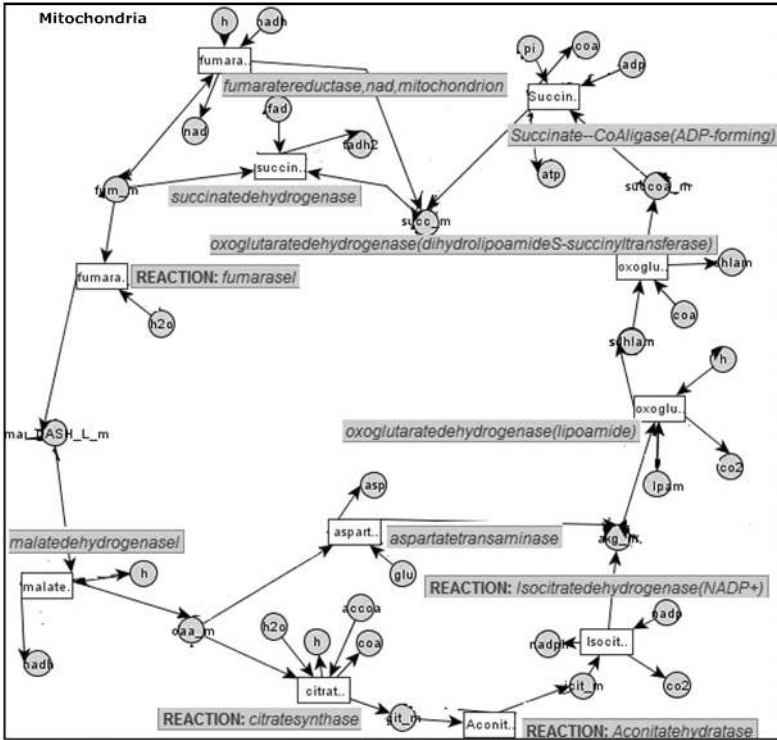 Mitochondria
h
nadh
fumara..
fumaratereductase,nad,mitochondrion
nad
fad
fadh2
succin..
succinatedehydrogenase
fum_m
pi
coa
adp
Succin..
Succinate--CoAligase(ADP-forming)
atp
succoa_m
succ_m
oxoglutaratedehydrogenase(dihydrolipoamideS-succinyltransferase)
fumara..
REACTION: fumarasel
h2o
oxoglu..
dhlam
coa
sdhlam
h
oxoglu..
oxoglutaratedehydrogenase(lipoamide)
co2
lpam
DASH_L_m
asp
aspart..
aspartatetransaminase
akg_m
glu
malatedehydrogenasel
malate.
h
nadh
oaa_m
REACTION: Isocitratedehydrogenase(NADP+)
h2o
h
accoa
coa
nadp
nadph
Isocit..
co2
icit_m
citrat..
REACTION: citratesynthase
cit_m
Aconit..
REACTION: Aconitatehydratase